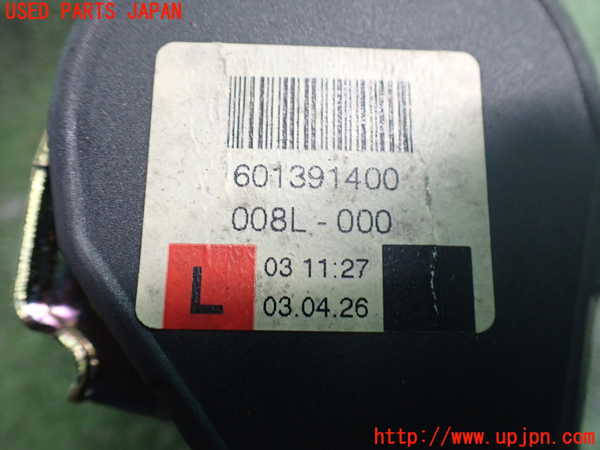 USED PARTS JAPAN
601391400
008L-000
L
03 11:27
03.04.26
http://www.upjpn.com/